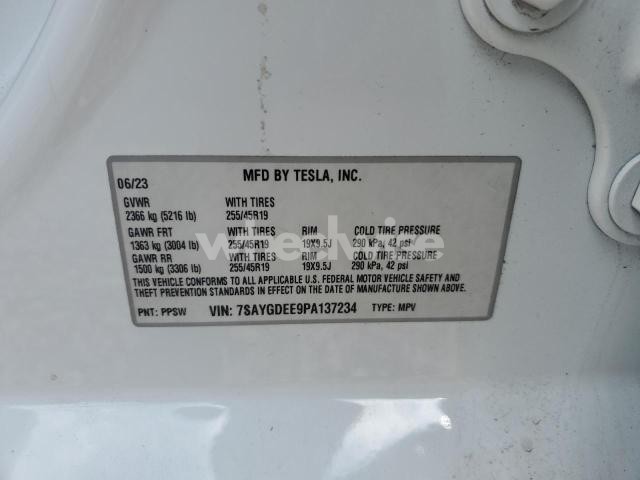 06/23 MFD BY TESLA, INC.
GVWR WITH TIRES
2366 kg (5216 lb) 255/45R19
GAWR FRT WITH TIRES RIM COLD TIRE PRESSURE
1363 kg (3004 lb) 255/45R19 19X9.5J 290 kPa, 42 psi
GAWR RR WITH TIRES RIM COLD TIRE PRESSURE
1500 kg (3306 lb) 255/45R19 19X9.5J 290 kPa, 42 psi
THIS VEHICLE CONFORMS TO ALL APPLICABLE U.S. FEDERAL MOTOR VEHICLE SAFETY AND
THEFT PREVENTION STANDARDS IN EFFECT ON THE DATE OF MANUFACTURE SHOWN ABOVE.
PNT: PPSW VIN: 7SAYGDEE9PA137234 TYPE: MPV